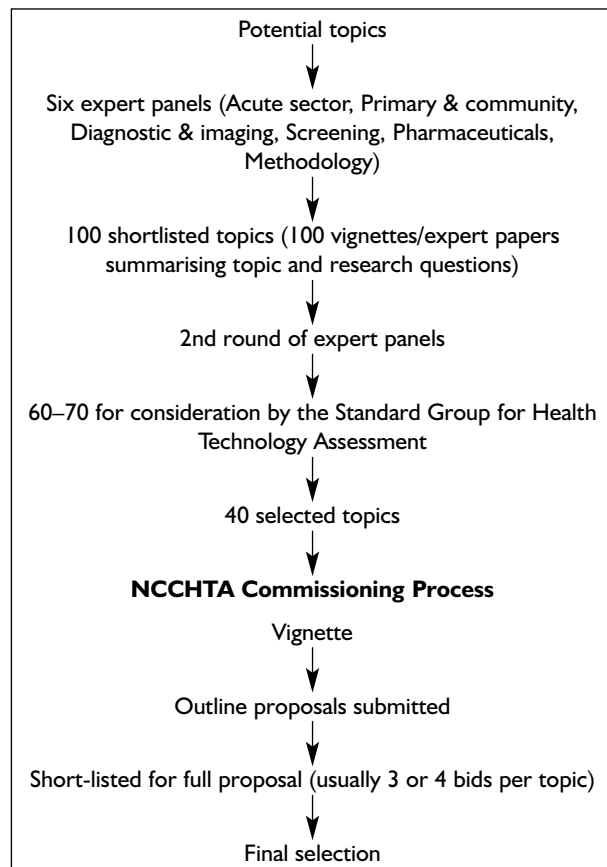 Potential topics
Six expert panels (Acute sector, Primary & community,
Diagnostic & imaging, Screening, Pharmaceuticals,
Methodology)
100 shortlisted topics (100 vignettes/expert papers
summarising topic and research questions)
2nd round of expert panels
60–70 for consideration by the Standard Group for Health
Technology Assessment
40 selected topics
NCCHTA Commissioning Process
Vignette
Outline proposals submitted
Short-listed for full proposal (usually 3 or 4 bids per topic)
Final selection